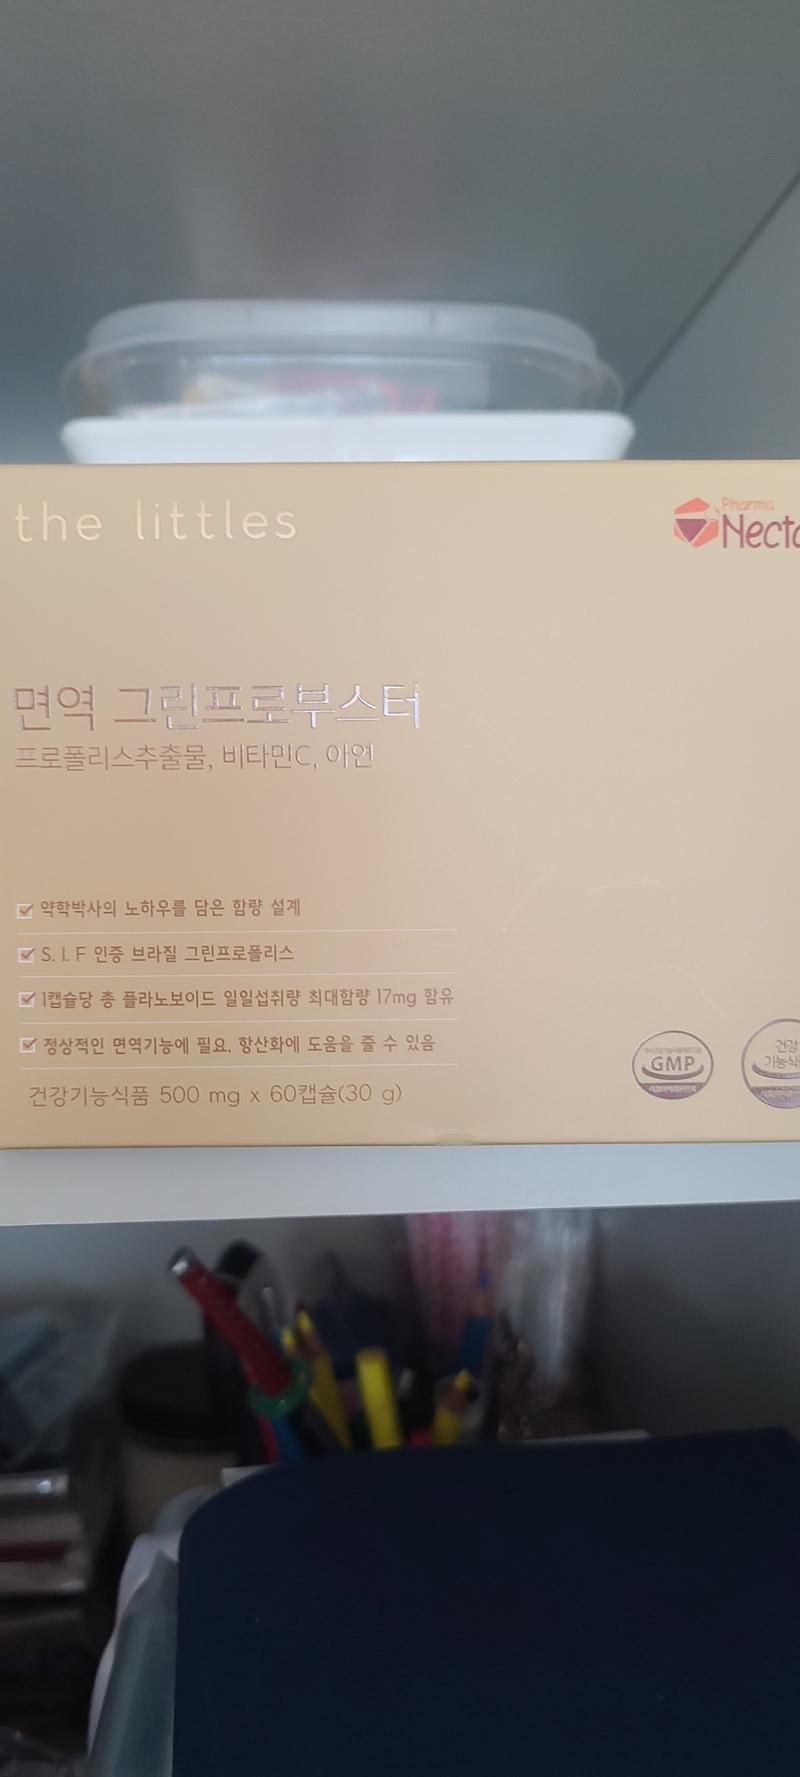 the littles
Pharma
Necta
면역 그린프로부스터
프로폴리스추출물, 비타민C, 아연
약학박사의 노하우를 담은 함량 설계
S. I. F 인증 브라질 그린프로폴리스
1캡슐당 총 플라노보이드 일일섭취량 최대함량 17mg 함유
정상적인 면역기능에 필요, 항산화에 도움을 줄 수 있음
건강기능식품 500 mg x 60캡슐(30 g)
GMP
건강
기능식